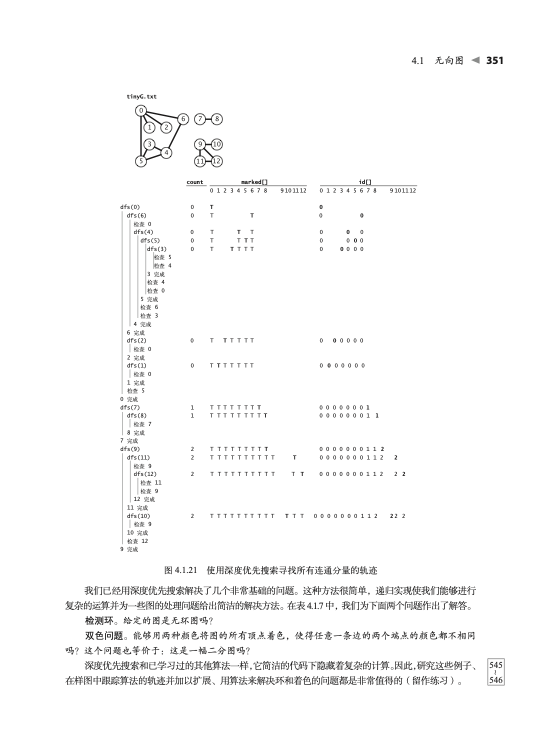 4.1 无向图 ◀ 351
tinyG.txt
0
6 7 8
1 2
3 9 10
4
5 11 12
count marked[] id[]
0 1 2 3 4 5 6 7 8 9 10 11 12 0 1 2 3 4 5 6 7 8 9 10 11 12
dfs(0) 0 T 0
dfs(6) 0 T T 0 0
检查 0
dfs(4) 0 T T T 0 0 0
dfs(5) 0 T T T T 0 0 0 0
dfs(3) 0 T T T T T 0 0 0 0 0
检查 5
检查 4
3 完成
检查 4
检查 0
5 完成
检查 6
检查 3
4 完成
6 完成
dfs(2) 0 T T T T T T 0 0 0 0 0 0
检查 0
2 完成
dfs(1) 0 T T T T T T T 0 0 0 0 0 0 0
检查 0
1 完成
检查 5
0 完成
dfs(7) 1 T T T T T T T T 0 0 0 0 0 0 0 1
dfs(8) 1 T T T T T T T T T 0 0 0 0 0 0 0 1 1
检查 7
8 完成
7 完成
dfs(9) 2 T T T T T T T T T 0 0 0 0 0 0 0 1 1 2
dfs(11) 2 T T T T T T T T T T T 0 0 0 0 0 0 0 1 1 2 2
检查 9
dfs(12) 2 T T T T T T T T T T T T 0 0 0 0 0 0 0 1 1 2 2 2
检查 11
检查 9
12 完成
11 完成
dfs(10) 2 T T T T T T T T T T T T T 0 0 0 0 0 0 0 1 1 2 2 2 2
检查 9
10 完成
检查 12
9 完成
图 4.1.21 使用深度优先搜索寻找所有连通分量的轨迹
我们已经用深度优先搜索解决了几个非常基础的问题。这种方法很简单，递归实现使我们能够进行
复杂的运算并为一些图的处理问题给出简洁的解决方法。在表4.1.7 中，我们为下面两个问题作出了解答。
检测环。给定的图是无环图吗？
双色问题。能够用两种颜色将图的所有顶点着色，使得任意一条边的两个端点的颜色都不相同
吗？这个问题也等价于：这是一幅二分图吗？
深度优先搜索和已学习过的其他算法一样，它简洁的代码下隐藏着复杂的计算。因此，研究这些例子、
在样图中跟踪算法的轨迹并加以扩展、用算法来解决环和着色的问题都是非常值得的（留作练习）。
545
546